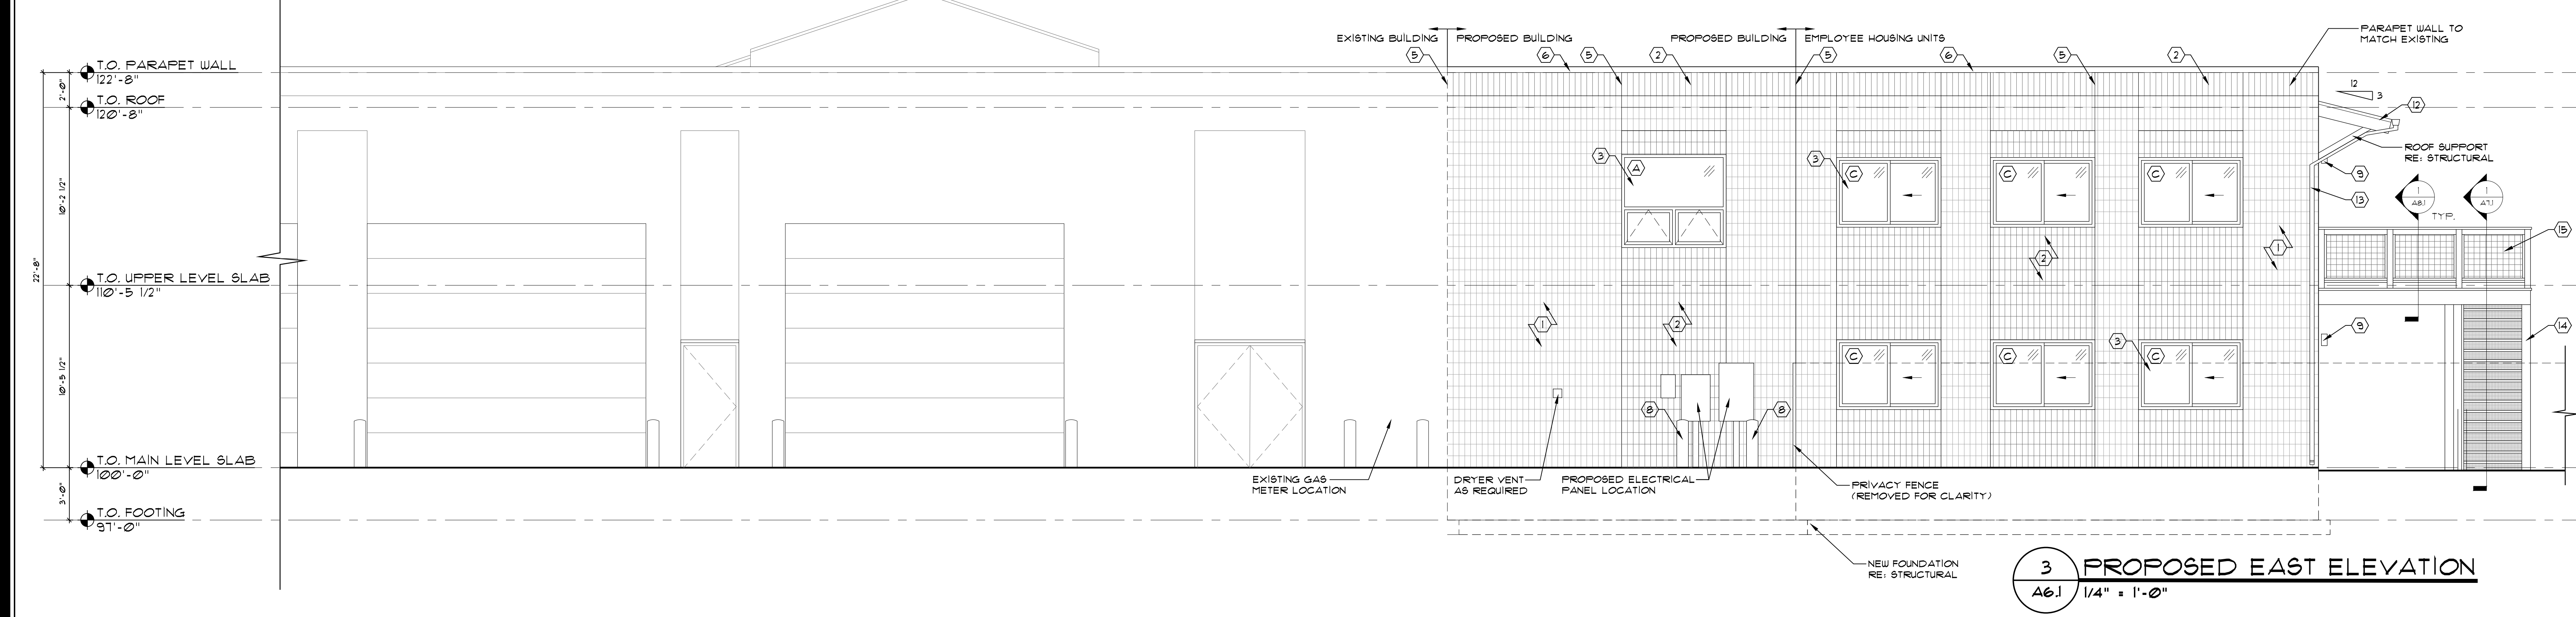 EXISTING BUILDING
PROPOSED BUILDING
PROPOSED BUILDING
EMPLOYEE HOUSING UNITS
PARAPET WALL TO
MATCH EXISTING
5
6
5
2
5
6
5
2
T.O. PARAPET WALL
122'-8"
2'-0"
T.O. ROOF
120'-8"
12
3
12
ROOF SUPPORT
RE: STRUCTURAL
3
A
3
C
C
C
9
10'-2 1/2"
13
1
A8.1
1
A7.1
TYP.
15
1
2
22'-8"
T.O. UPPER LEVEL SLAB
110'-5 1/2"
1
2
9
14
3
C
C
C
10'-5 1/2"
8
8
T.O. MAIN LEVEL SLAB
100'-0"
EXISTING GAS
METER LOCATION
DRYER VENT
AS REQUIRED
PROPOSED ELECTRICAL
PANEL LOCATION
PRIVACY FENCE
(REMOVED FOR CLARITY)
3'-0"
T.O. FOOTING
97'-0"
NEW FOUNDATION
RE: STRUCTURAL
3
A6.1
PROPOSED EAST ELEVATION
1/4" = 1'-0"